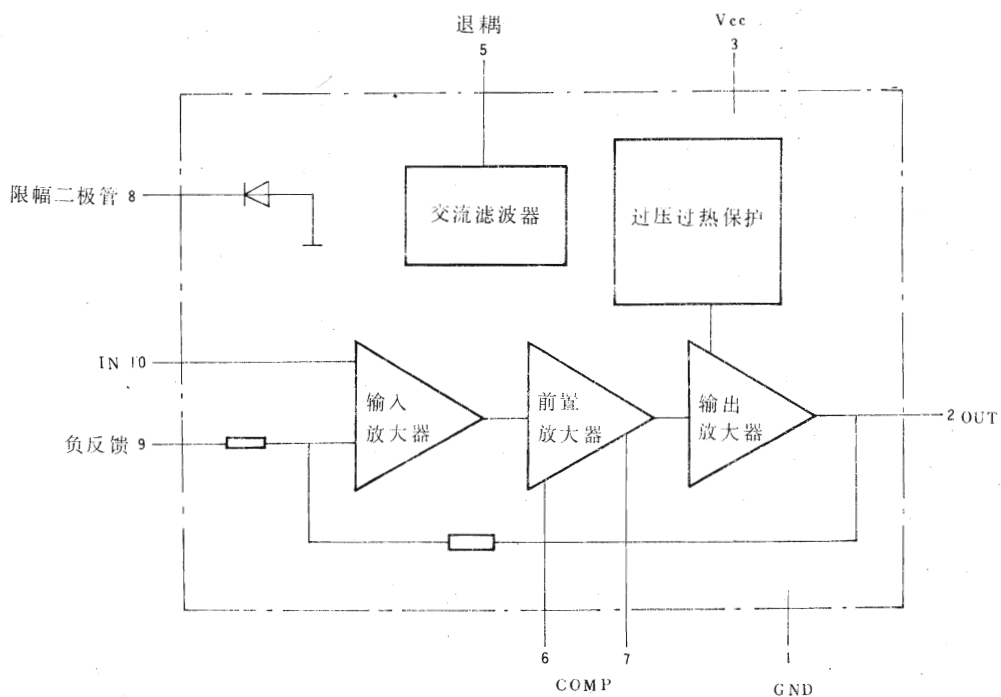 退耦
5
Vcc
3
限幅二极管 8
交流滤波器
过压过热保护
IN 10
输入
放大器
前置
放大器
输出
放大器
2 OUT
负反馈 9
6
7
1
COMP
GND